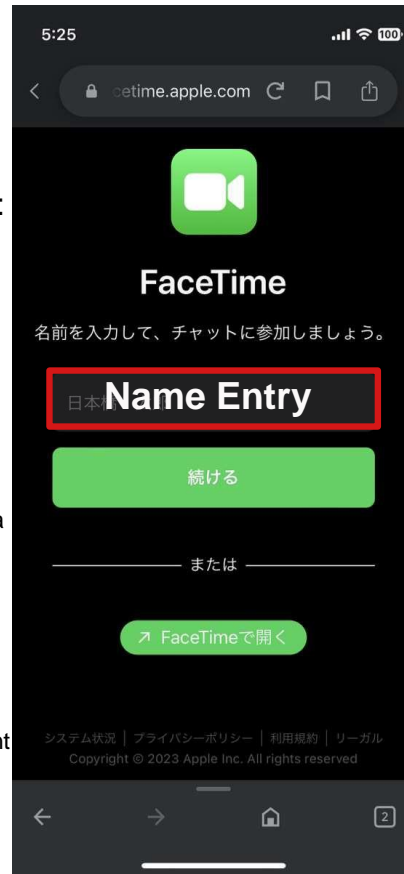 5:25
100
cetime.apple.com
FaceTime
名前を入力して、チャットに参加しましょう。
Name Entry
日本
続ける
または
FaceTimeで開く
システム状況 | プライバシーポリシー | 利用規約 | リーガル
Copyright © 2023 Apple Inc. All rights reserved
2